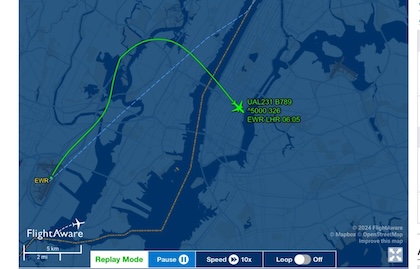 UAL231 B789
^5000 326
EWR LHR 06:05
EWR
FlightAware
5 km
2 mi
© 2024 FlightAware
© Mapbox © OpenStreetMap
Improve this map
Replay Mode
Pause
Speed 10x
Loop Off